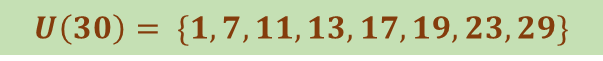 U(30) = {1, 7, 11, 13, 17, 19, 23, 29}